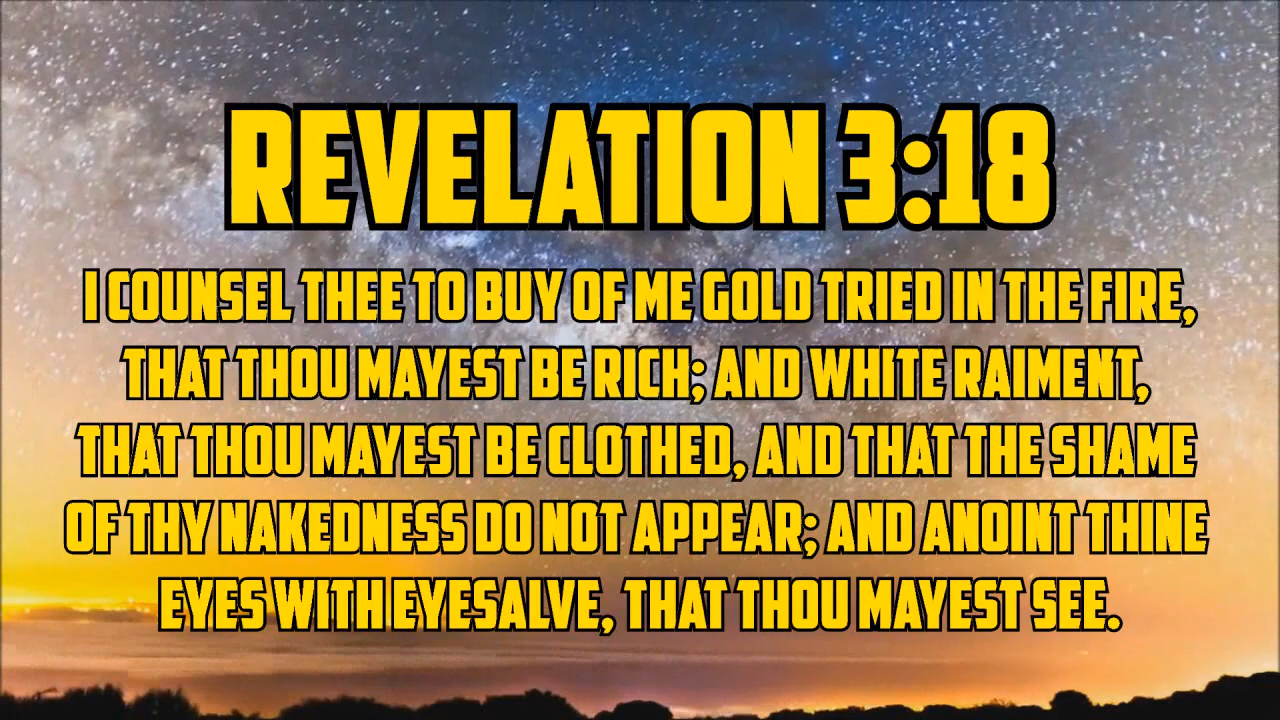 REVELATION 3:18
I COUNSEL THEE TO BUY OF ME GOLD TRIED IN THE FIRE,
THAT THOU MAYEST BE RICH; AND WHITE RAIMENT,
THAT THOU MAYEST BE CLOTHED, AND THAT THE SHAME
OF THY NAKEDNESS DO NOT APPEAR; AND ANOINT THINE
EYES WITH EYESALVE, THAT THOU MAYEST SEE.